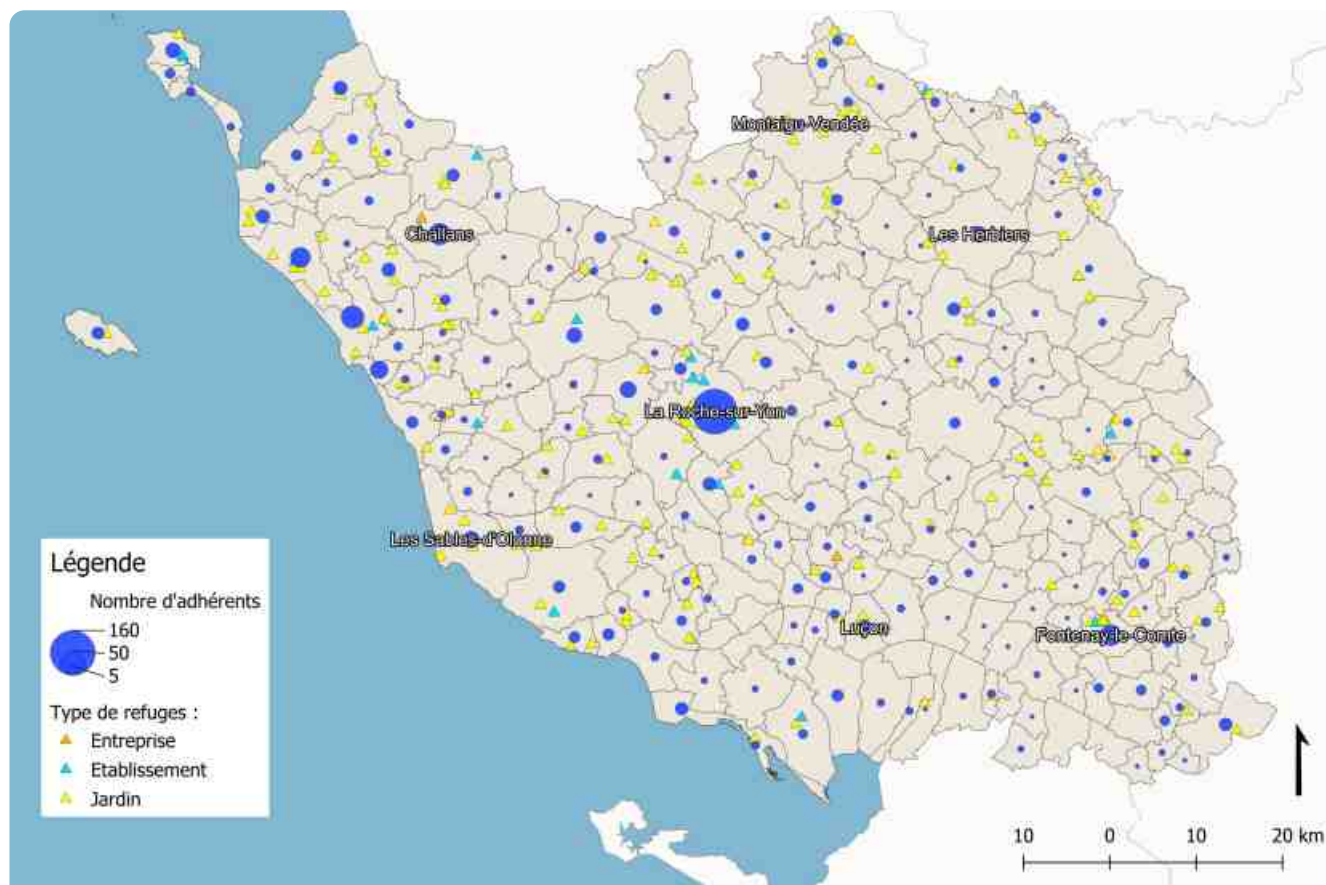 Montaigu-Vendée
Challans
Les Herbiers
La Roche-sur-Yon
Les Sables-d'Olonne
Luçon
Fontenay-le-Comte
Légende
Nombre d'adhérents
160
50
5
Type de refuges :
Entreprise
Etablissement
Jardin
10 0 10 20 km